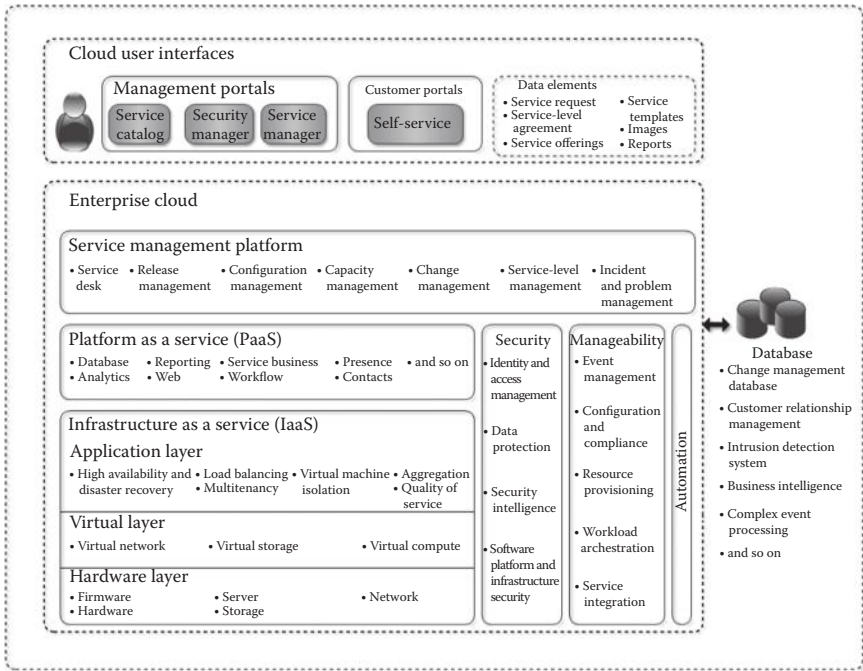 Cloud user interfaces
Management portals
Service
catalog
Security
manager
Service
manager
Customer portals
Self-service
Data elements
• Service request
• Service-level
agreement
• Service offerings
• Service
templates
• Images
• Reports
Enterprise cloud
Service management platform
• Service
desk
• Release
management
• Configuration
management
• Capacity
management
• Change
management
• Service-level
management
• Incident
and problem
management
Platform as a service (PaaS)
• Database
• Analytics
• Reporting
• Web
• Service business
• Workflow
• Presence
• Contacts
• and so on
Infrastructure as a service (IaaS)
Application layer
• High availability and
disaster recovery
• Load balancing
• Multitenancy
• Virtual machine
isolation
• Aggregation
• Quality of
service
Virtual layer
• Virtual network
• Virtual storage
• Virtual compute
Hardware layer
• Firmware
• Hardware
• Server
• Storage
• Network
Security
• Identity and
access
management
• Data
protection
• Security
intelligence
• Software
platform and
infrastructure
security
Manageability
• Event
management
• Configuration
and
compliance
• Resource
provisioning
• Workload
archestration
• Service
integration
Automation
Database
• Change management
database
• Customer relationship
management
• Intrusion detection
system
• Business intelligence
• Complex event
processing
• and so on